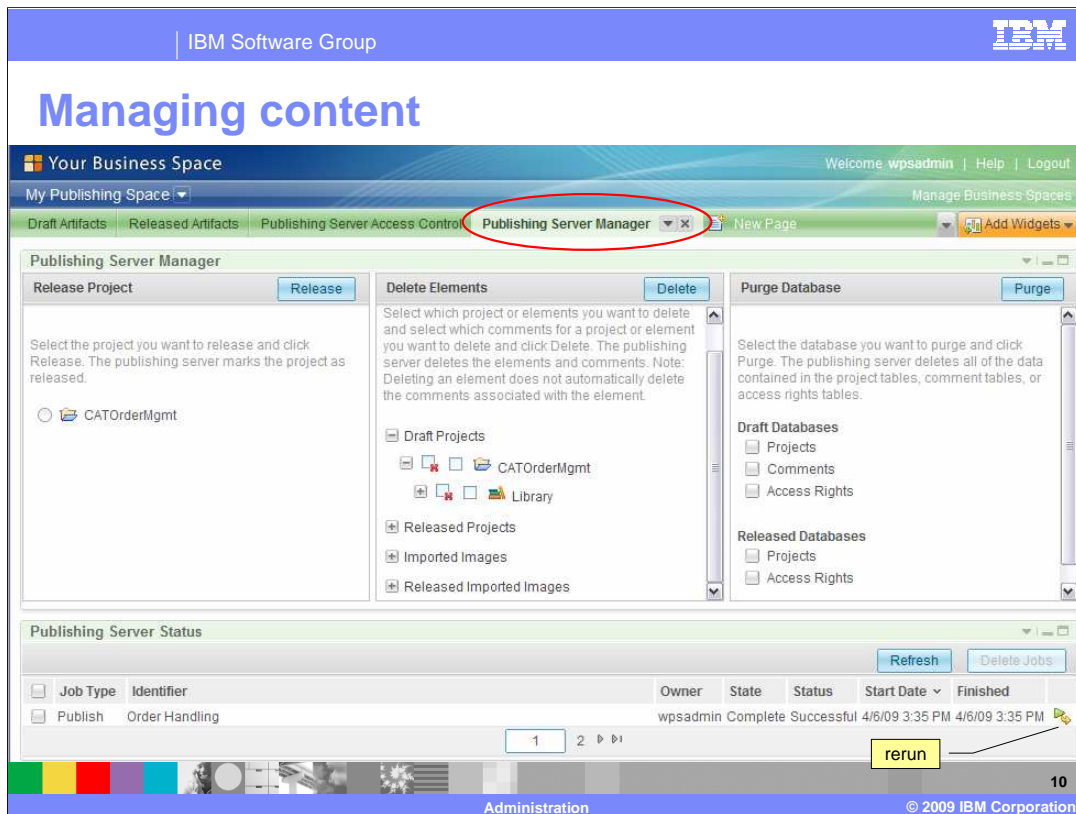 IBM Software Group
IBM
Managing content
Your Business Space
Welcome wpsadmin | Help | Logout
My Publishing Space
Manage Business Spaces
Draft Artifacts Released Artifacts Publishing Server Access Control Publishing Server Manager New Page Add Widgets
Publishing Server Manager
Release Project Release
Select the project you want to release and click
Release. The publishing server marks the project as
released.
CATOrderMgmt
Delete Elements Delete
Select which project or elements you want to delete
and select which comments for a project or element
you want to delete and click Delete. The publishing
server deletes the elements and comments. Note:
Deleting an element does not automatically delete
the comments associated with the element.
Draft Projects
CATOrderMgmt
Library
Released Projects
Imported Images
Released Imported Images
Purge Database Purge
Select the database you want to purge and click
Purge. The publishing server deletes all of the data
contained in the project tables, comment tables, or
access rights tables.
Draft Databases
Projects
Comments
Access Rights
Released Databases
Projects
Access Rights
Publishing Server Status
Refresh Delete Jobs
Job Type Identifier Owner State Status Start Date Finished
Publish Order Handling wpsadmin Complete Successful 4/6/09 3:35 PM 4/6/09 3:35 PM
1 2
rerun
10
Administration
© 2009 IBM Corporation